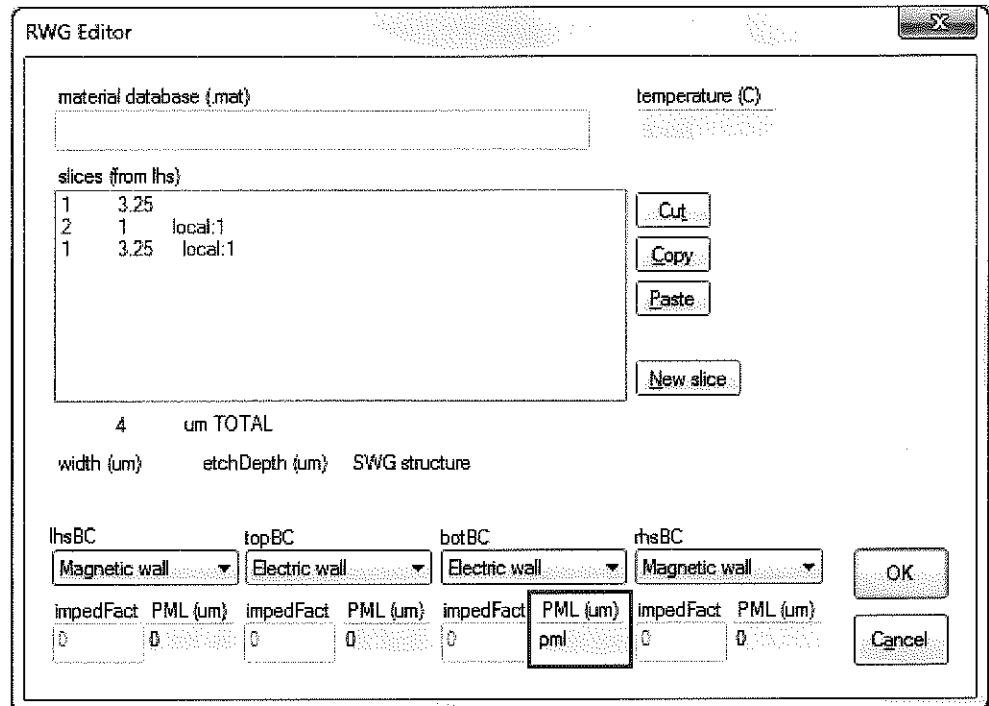 RWG Editor
material database (.mat)
temperature (C)
slices (from lhs)
1 3.25
2 1 local:1
1 3.25 local:1
Cut
Copy
Paste
New slice
4 um TOTAL
width (um) etchDepth (um) SWG structure
lhsBC topBC botBC rhsBC
Magnetic wall Electric wall Electric wall Magnetic wall
OK
impedFact PML (um) impedFact PML (um) impedFact PML (um) impedFact PML (um)
0 0 0 0 0 pml 0 0
Cancel